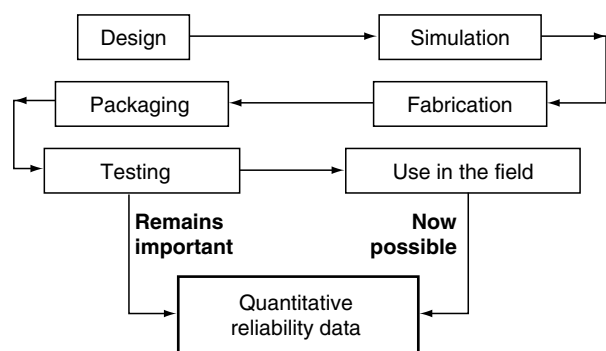 Design
Simulation
Packaging
Fabrication
Testing
Use in the field
Remains
important
Now
possible
Quantitative
reliability data